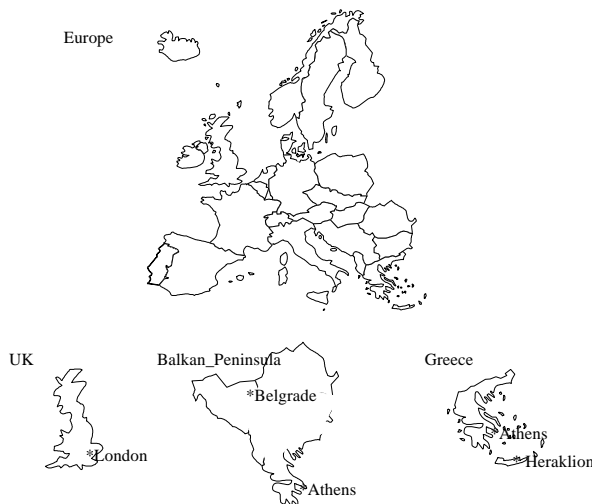 Europe
UK
Balkan_Peninsula
Greece
*Belgrade
*London
Athens
Athens
*Heraklion